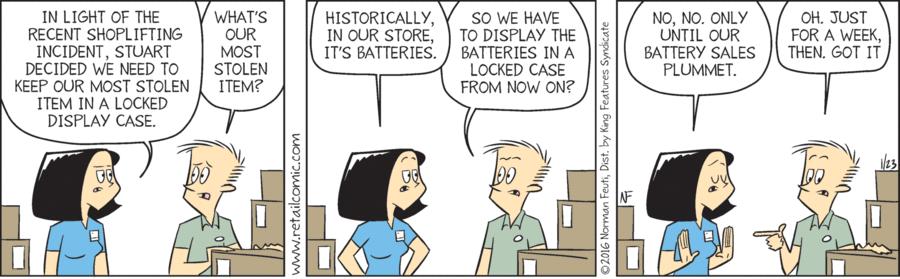 IN LIGHT OF THE
RECENT SHOPLIFTING
INCIDENT, STUART
DECIDED WE NEED TO
KEEP OUR MOST STOLEN
ITEM IN A LOCKED
DISPLAY CASE.
WHAT'S
OUR
MOST
STOLEN
ITEM?
www.retailcomic.com
HISTORICALLY,
IN OUR STORE,
IT'S BATTERIES.
SO WE HAVE
TO DISPLAY THE
BATTERIES IN A
LOCKED CASE
FROM NOW ON?
©2016 Norman Feuti, Dist. by King Features Syndicate
NO, NO. ONLY
UNTIL OUR
BATTERY SALES
PLUMMET.
OH. JUST
FOR A WEEK,
THEN. GOT IT
NF
1/23